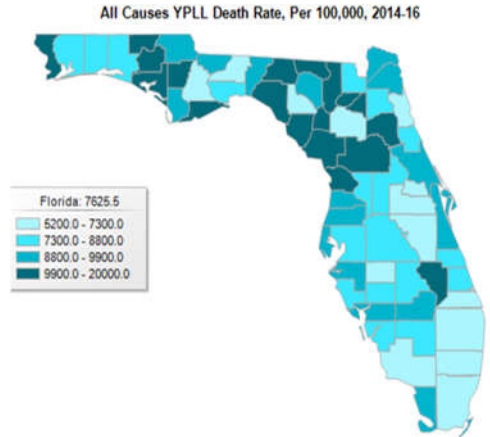 All Causes YPLL Death Rate, Per 100,000, 2014-16
Florida: 7625.5
5200.0 - 7300.0
7300.0 - 8800.0
8800.0 - 9900.0
9900.0 - 20000.0